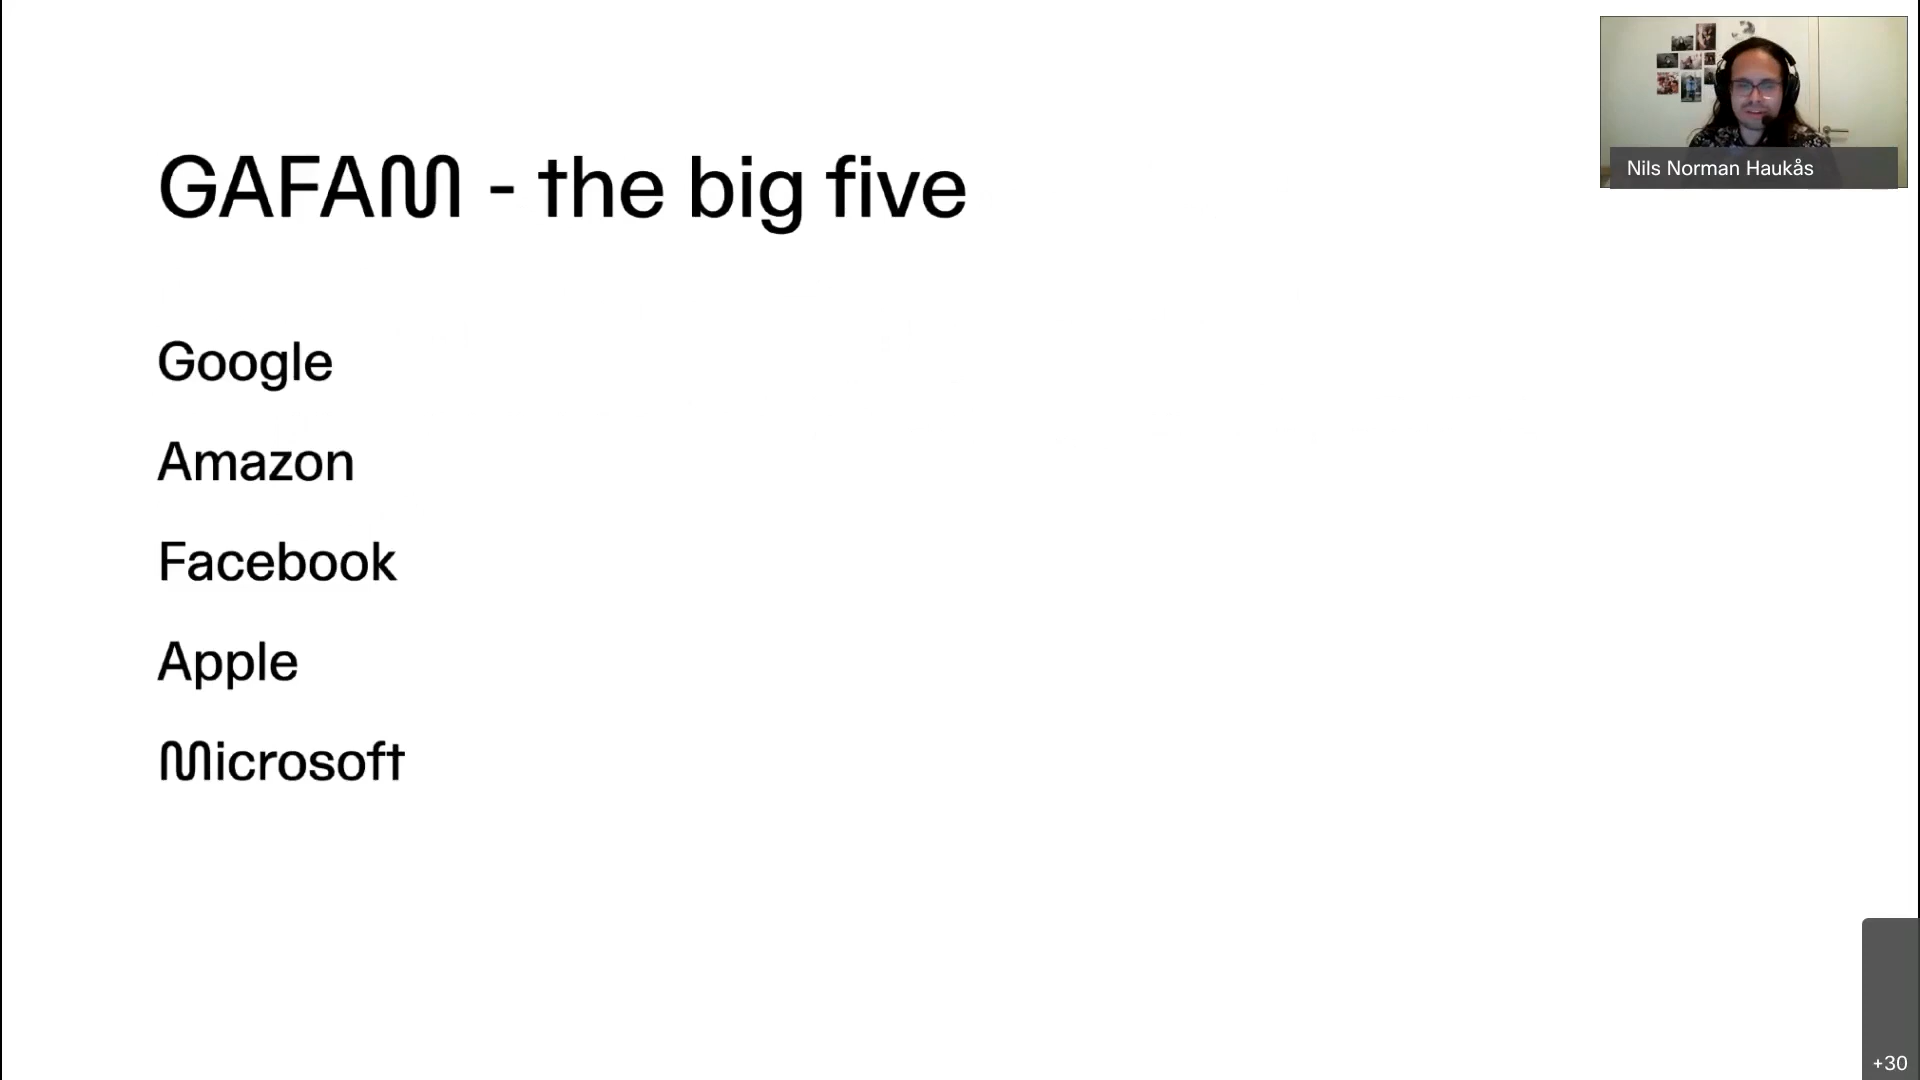 GAFAM - the big five
Google
Amazon
Facebook
Apple
Microsoft
Nils Norman Haukås
+30